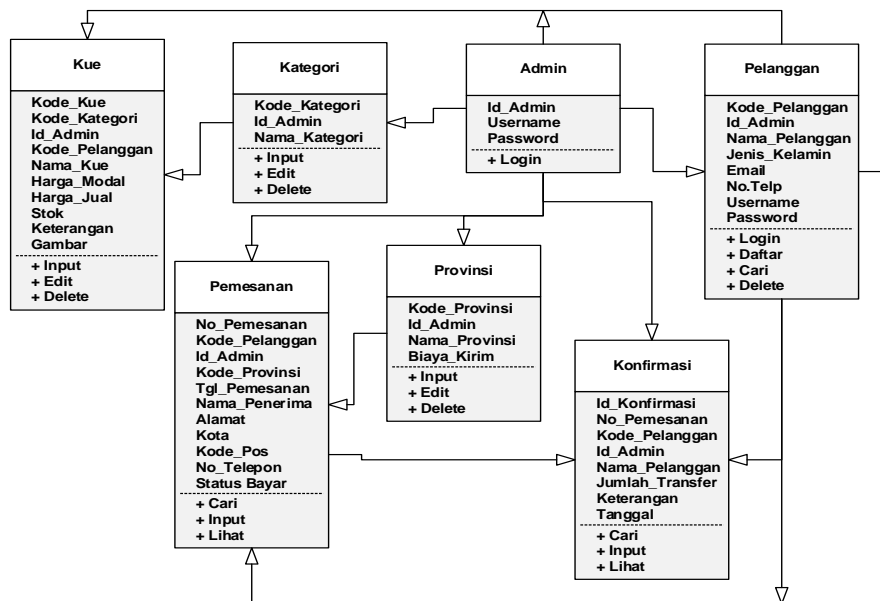 Kue
Kode_Kue
Kode_Kategori
Id_Admin
Kode_Pelanggan
Nama_Kue
Harga_Modal
Harga_Jual
Stok
Keterangan
Gambar
+ Input
+ Edit
+ Delete
Kategori
Kode_Kategori
Id_Admin
Nama_Kategori
+ Input
+ Edit
+ Delete
Admin
Id_Admin
Username
Password
+ Login
Pelanggan
Kode_Pelanggan
Id_Admin
Nama_Pelanggan
Jenis_Kelamin
Email
No.Telp
Username
Password
+ Login
+ Daftar
+ Cari
+ Delete
Pemesanan
No_Pemesanan
Kode_Pelanggan
Id_Admin
Kode_Provinsi
Tgl_Pemesanan
Nama_Penerima
Alamat
Kota
Kode_Pos
No_Telepon
Status Bayar
+ Cari
+ Input
+ Lihat
Provinsi
Kode_Provinsi
Id_Admin
Nama_Provinsi
Biaya_Kirim
+ Input
+ Edit
+ Delete
Konfirmasi
Id_Konfirmasi
No_Pemesanan
Kode_Pelanggan
Id_Admin
Nama_Pelanggan
Jumlah_Transfer
Keterangan
Tanggal
+ Cari
+ Input
+ Lihat